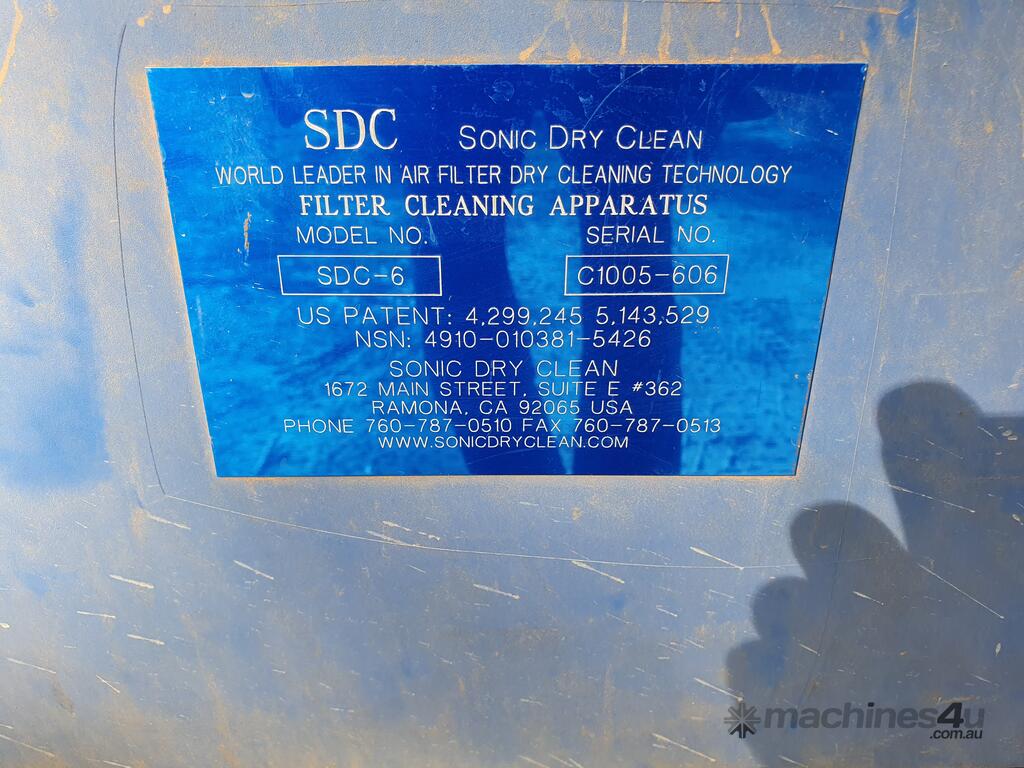 SDC SONIC DRY CLEAN
WORLD LEADER IN AIR FILTER DRY CLEANING TECHNOLOGY
FILTER CLEANING APPARATUS
MODEL NO. SERIAL NO.
SDC-6 C1005-606
US PATENT: 4,299,245 5,143,529
NSN: 4910-010381-5426
SONIC DRY CLEAN
1672 MAIN STREET, SUITE E #362
RAMONA, CA 92065 USA
PHONE 760-787-0510 FAX 760-787-0513
WWW.SONICDRYCLEAN.COM
machines4u
.com.au